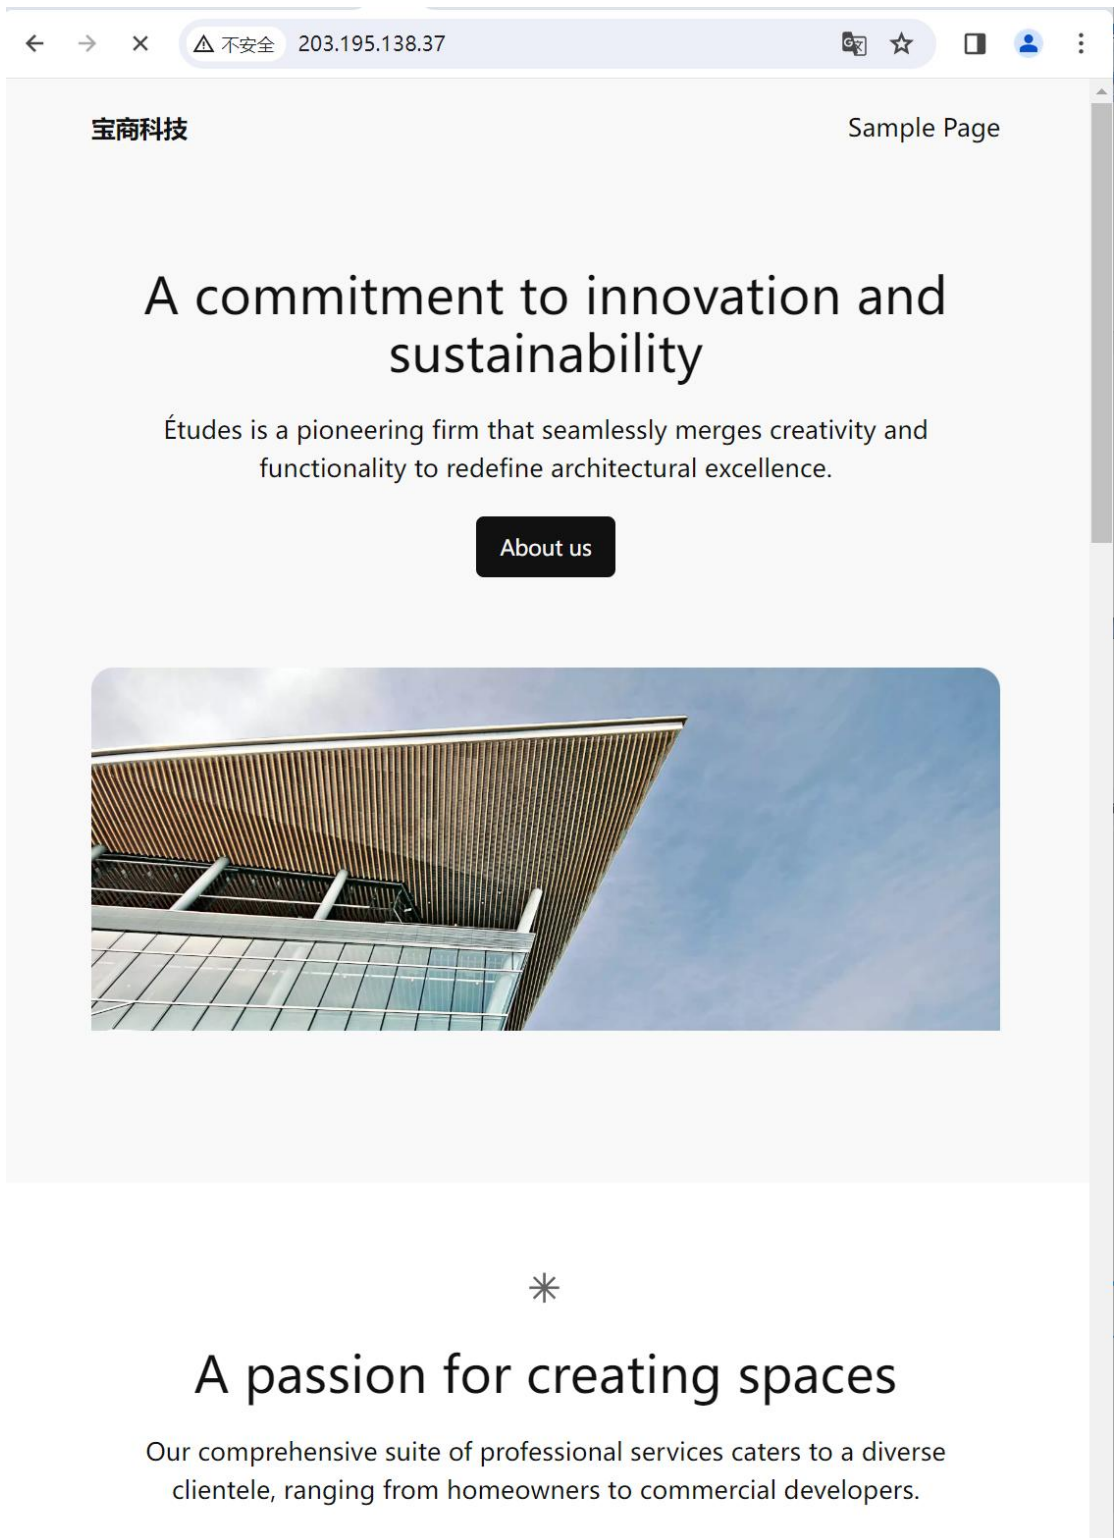 不安全 203.195.138.37
宝商科技 Sample Page
A commitment to innovation and
sustainability
Études is a pioneering firm that seamlessly merges creativity and
functionality to redefine architectural excellence.
About us
A passion for creating spaces
Our comprehensive suite of professional services caters to a diverse
clientele, ranging from homeowners to commercial developers.